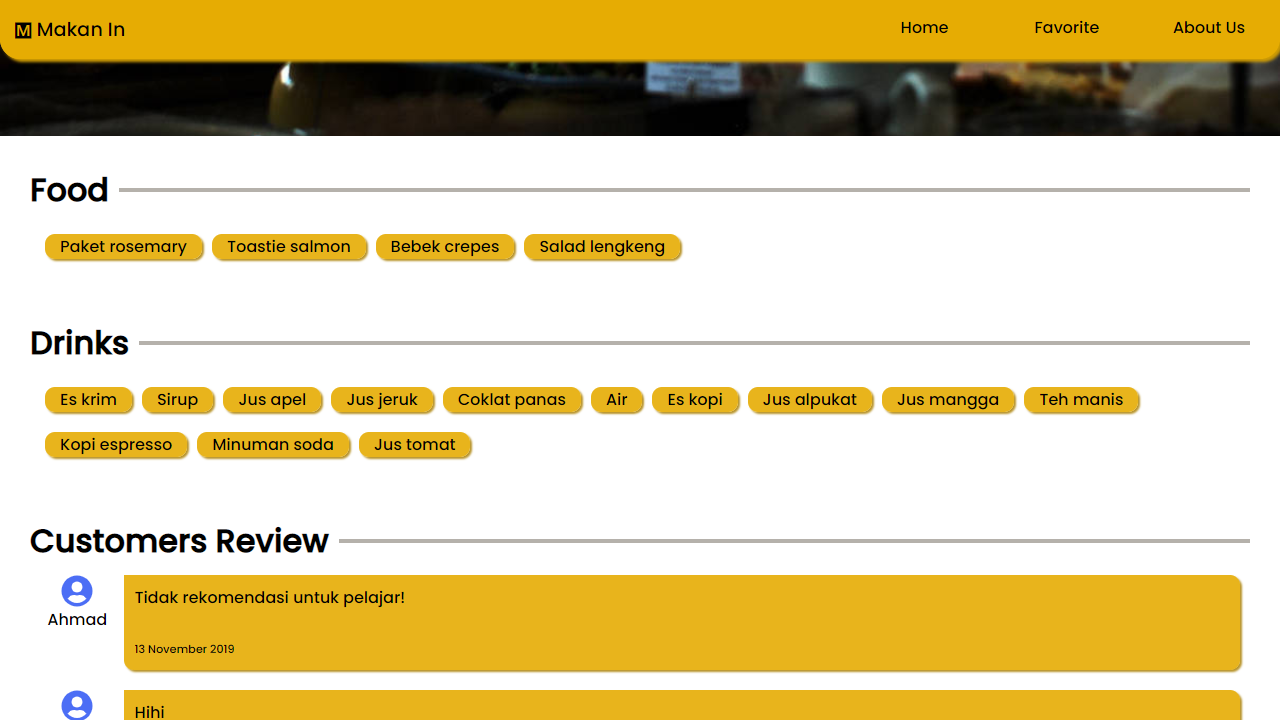 M Makan In
Home
Favorite
About Us
Food
Paket rosemary
Toastie salmon
Bebek crepes
Salad lengkeng
Drinks
Es krim
Sirup
Jus apel
Jus jeruk
Coklat panas
Air
Es kopi
Jus alpukat
Jus mangga
Teh manis
Kopi espresso
Minuman soda
Jus tomat
Customers Review
Ahmad
Tidak rekomendasi untuk pelajar!
13 November 2019
Hihi